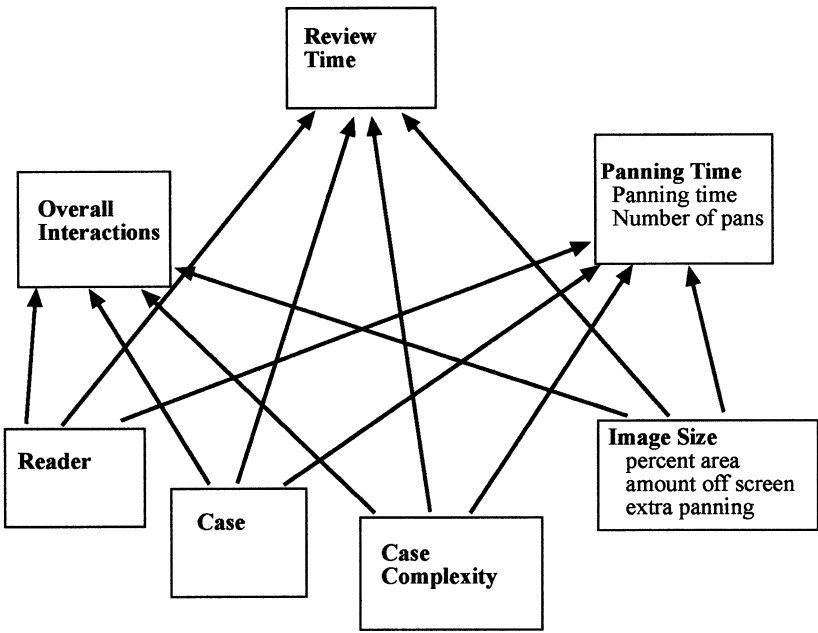 Review
Time
Overall
Interactions
Panning Time
Panning time
Number of pans
Reader
Case
Case
Complexity
Image Size
percent area
amount off screen
extra panning